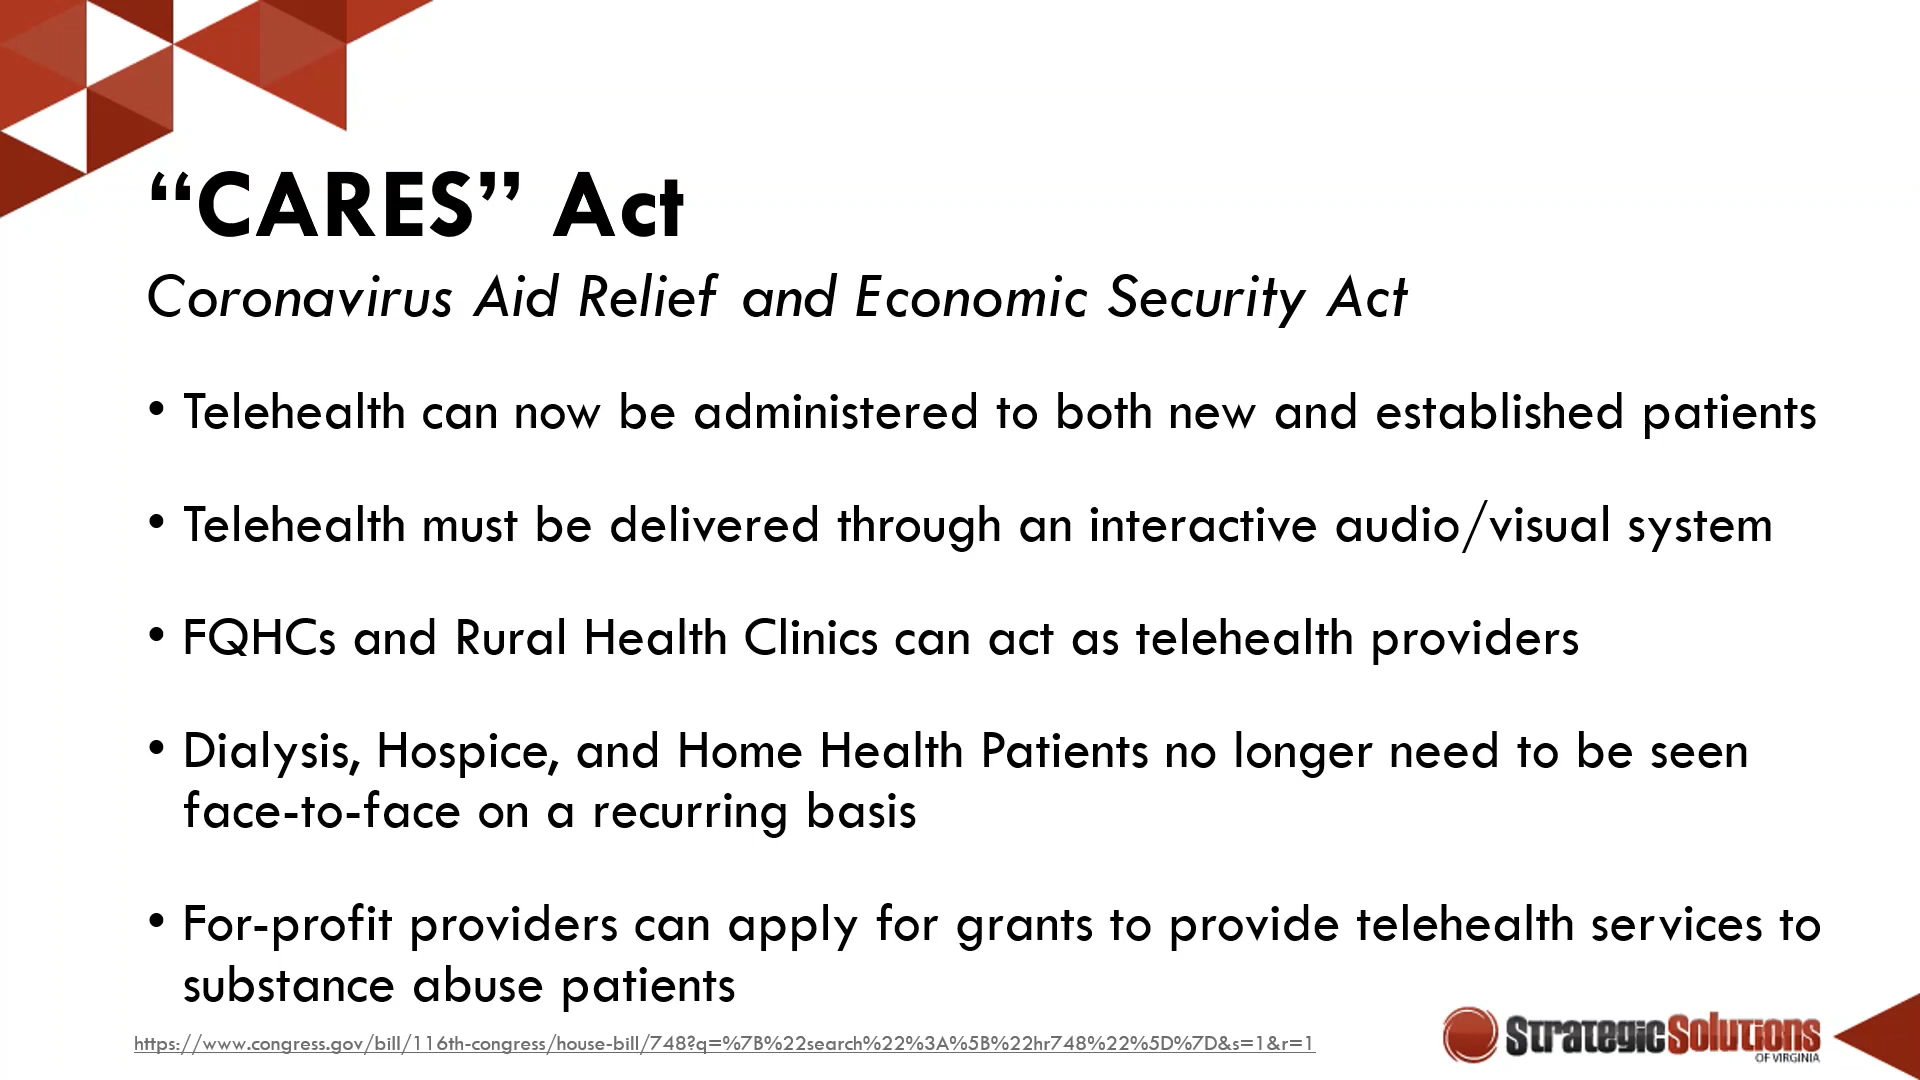 “CARES” Act
Coronavirus Aid Relief and Economic Security Act
• Telehealth can now be administered to both new and established patients
• Telehealth must be delivered through an interactive audio/visual system
• FQHCs and Rural Health Clinics can act as telehealth providers
• Dialysis, Hospice, and Home Health Patients no longer need to be seen
face-to-face on a recurring basis
• For-profit providers can apply for grants to provide telehealth services to
substance abuse patients
https://www.congress.gov/bill/116th-congress/house-bill/748?q=%7B%22search%22%3A%5B%22hr748%22%5D%7D&s=1&r=1
StrategicSolutions
OF VIRGINIA